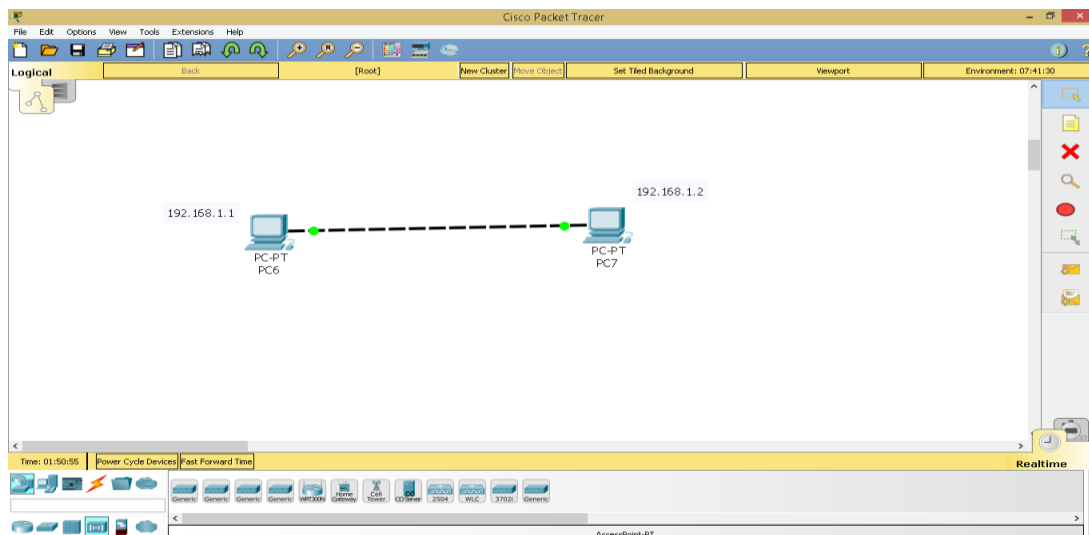 Cisco Packet Tracer
File Edit Options View Tools Extensions Help
Logical Back [Root] New Cluster Move Object Set Tiled Background Viewport Environment: 07:41:30
192.168.1.2
192.168.1.1
PC-PT
PC6
PC-PT
PC7
Time: 01:50:55 Power Cycle Devices Fast Forward Time Realtime
Generic Generic Generic Generic WRT300N Home Gateway Cell Tower CO Server 2504 WLC 3702i Generic
AccessPoint-PT